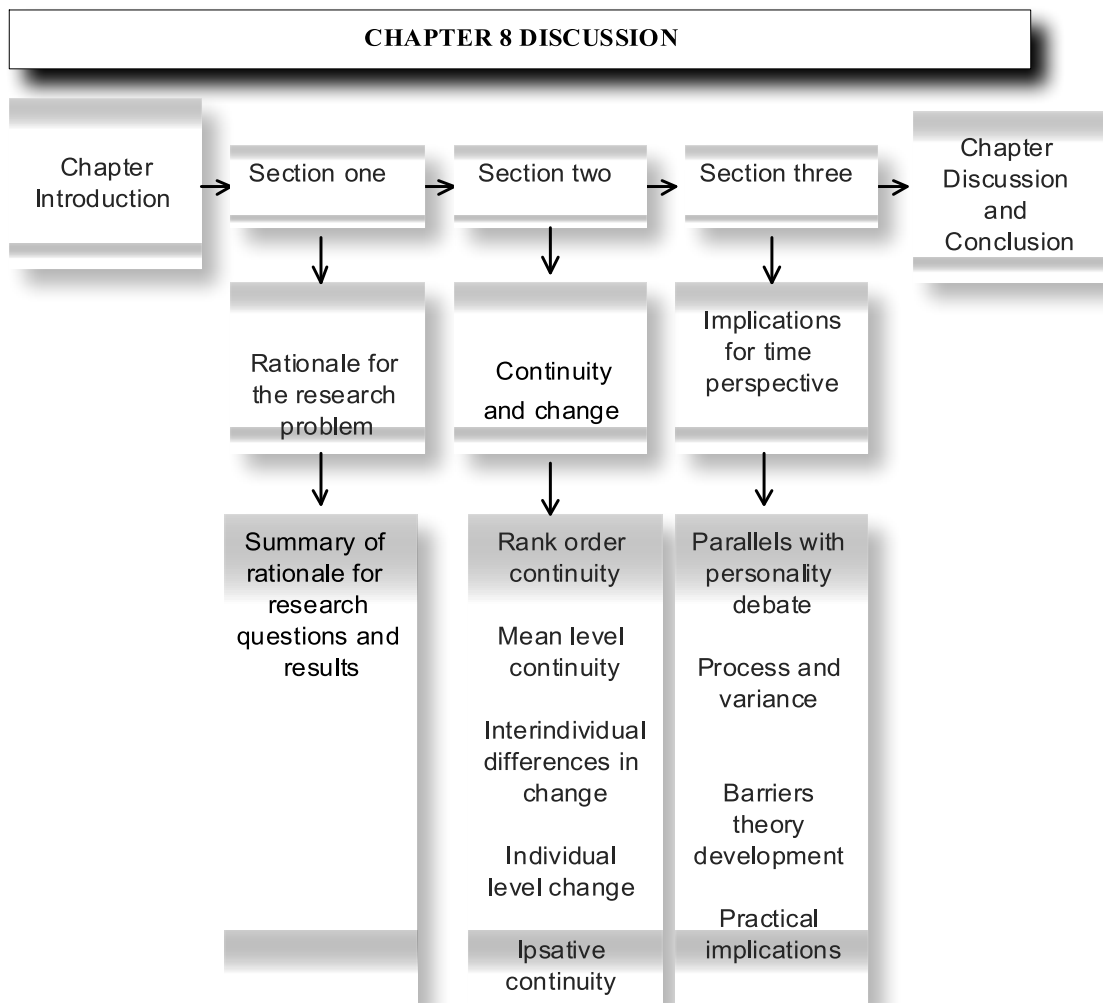 CHAPTER 8 DISCUSSION
Chapter
Introduction
Section one
Section two
Section three
Chapter
Discussion
and
Conclusion
Rationale for
the research
problem
Continuity
and change
Implications
for time
perspective
Summary of
rationale for
research
questions and
results
Rank order
continuity
Mean level
continuity
Interindividual
differences in
change
Individual
level change
Ipsative
continuity
Parallels with
personality
debate
Process and
variance
Barriers
theory
development
Practical
implications